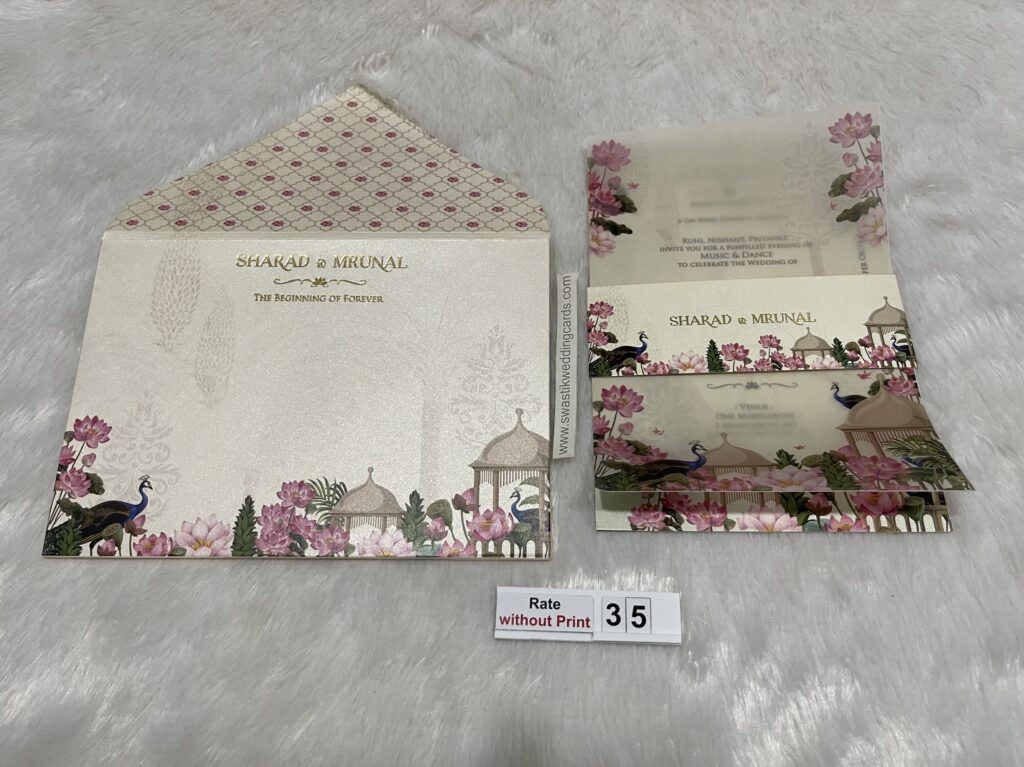 SHARAD & MRUNAL
THE BEGINNING OF FOREVER
www.swastikweddingcards.com
RUHI, NISHANT, PRIYANKA
INVITE YOU FOR A FUNFILLED EVENING OF
MUSIC & DANCE
TO CELEBRATE THE WEDDING OF
SHARAD & MRUNAL
: VENUE :
Rate
without Print
35